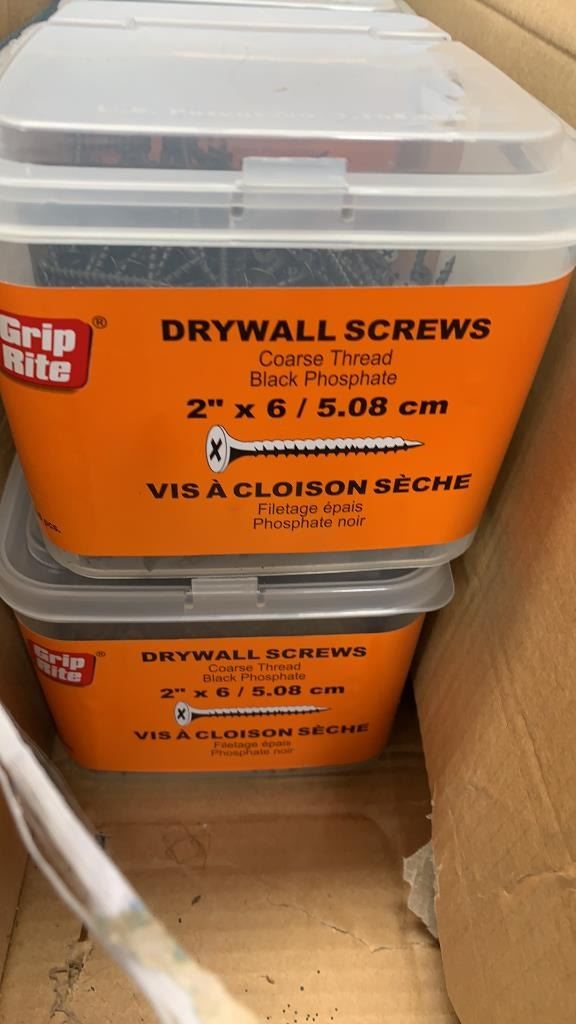 Grip
Rite
®
DRYWALL SCREWS
Coarse Thread
Black Phosphate
2" x 6 / 5.08 cm
VIS À CLOISON SÈCHE
Filetage épais
Phosphate noir
pcs.
Grip
Rite
DRYWALL SCREWS
Coarse Thread
Black Phosphate
2" x 6 / 5.08 cm
VIS À CLOISON SÈCHE
Filetage épais
Phosphate noir